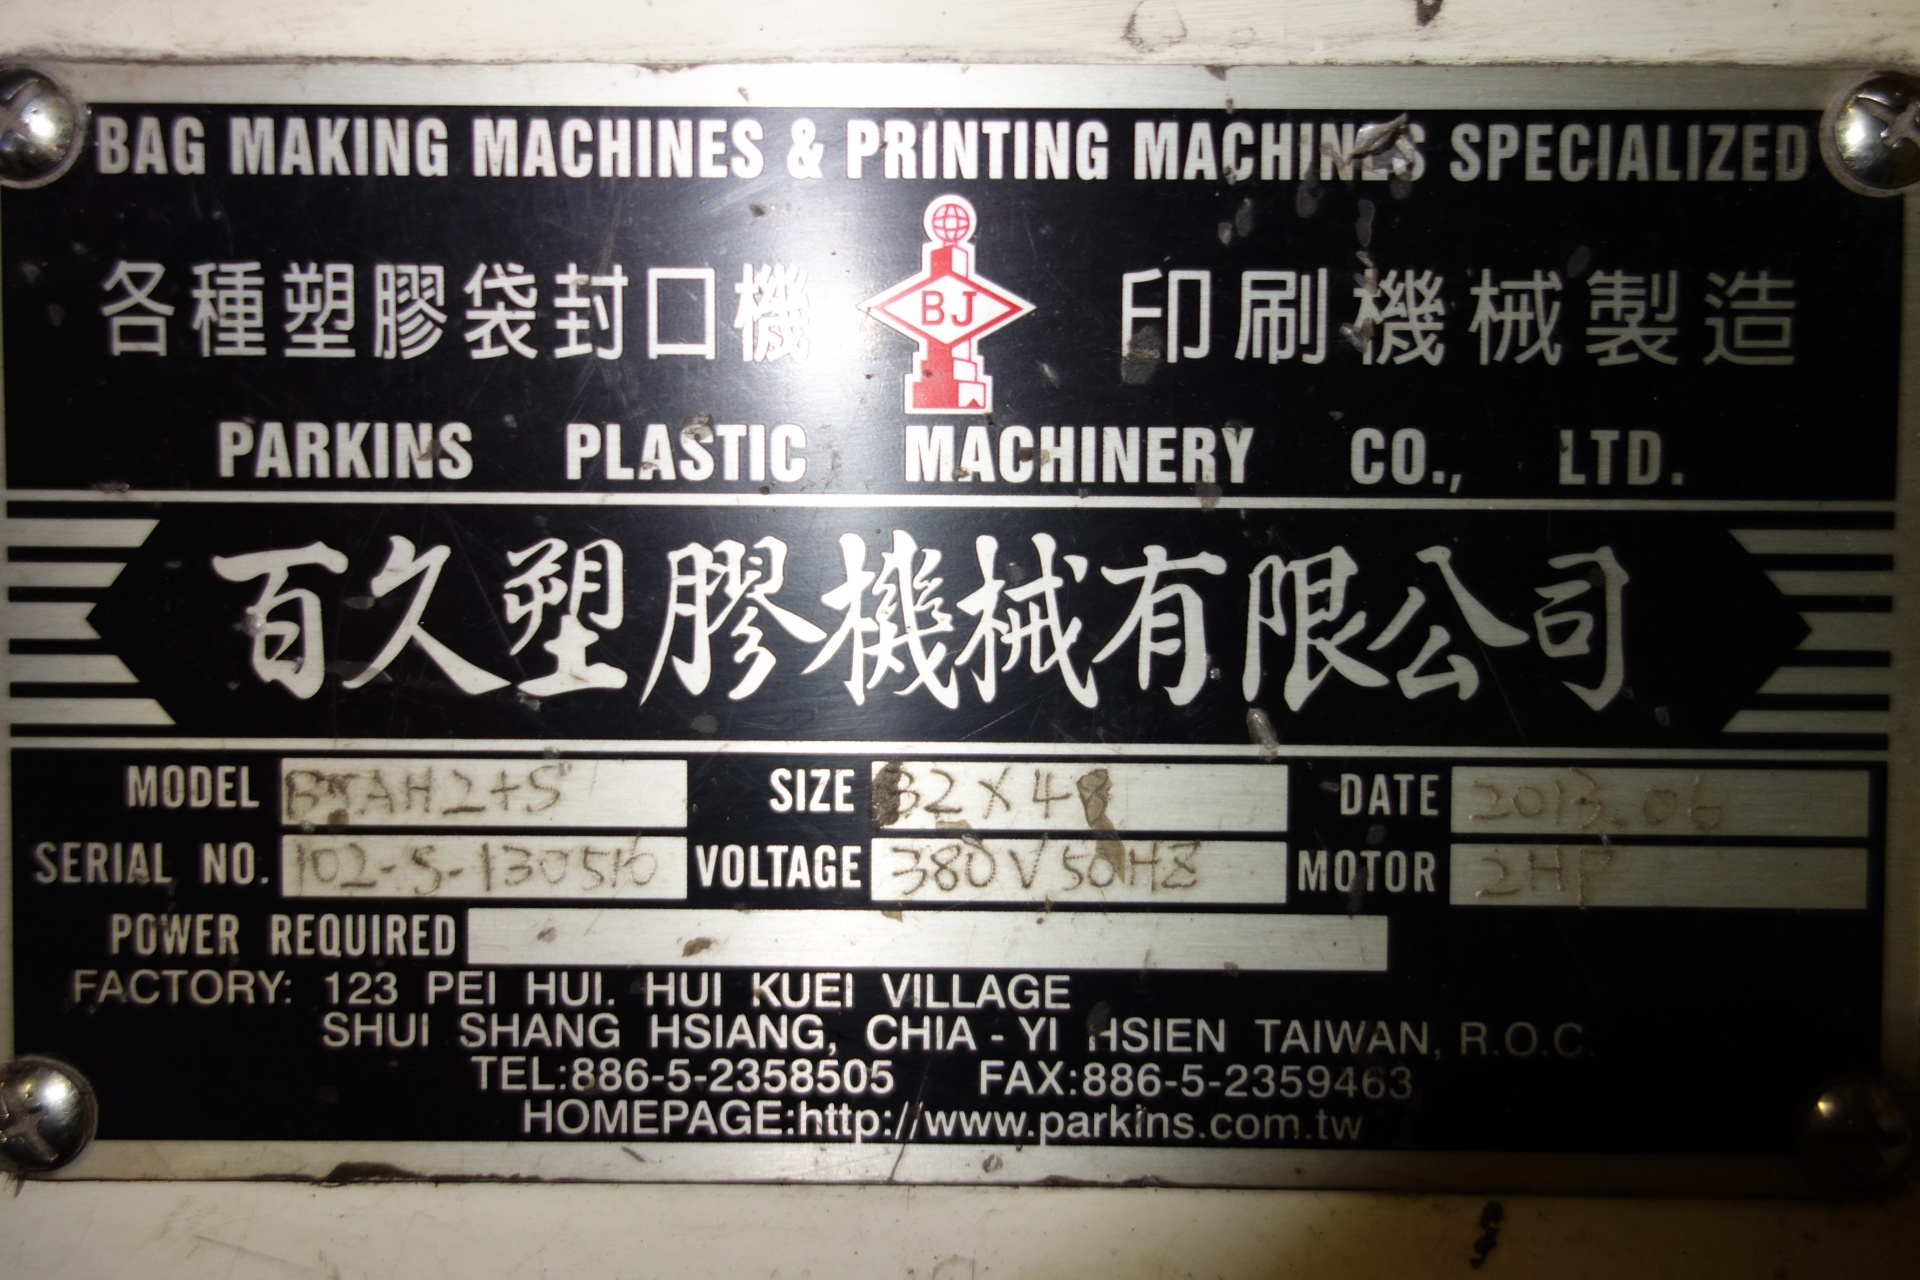 BAG MAKING MACHINES & PRINTING MACHINES SPECIALIZED
各種塑膠袋封口機 BJ 印刷機械製造
PARKINS PLASTIC MACHINERY CO., LTD.
百久塑膠機械有限公司
MODEL BJAH2+S SIZE 32X48 DATE 2013.06
SERIAL NO. 102-S-130516 VOLTAGE 380V50HZ MOTOR 2HP
POWER REQUIRED
FACTORY: 123 PEI HUI. HUI KUEI VILLAGE
SHUI SHANG HSIANG, CHIA-YI HSIEN TAIWAN, R.O.C.
TEL:886-5-2358505 FAX:886-5-2359463
HOMEPAGE:http://www.parkins.com.tw